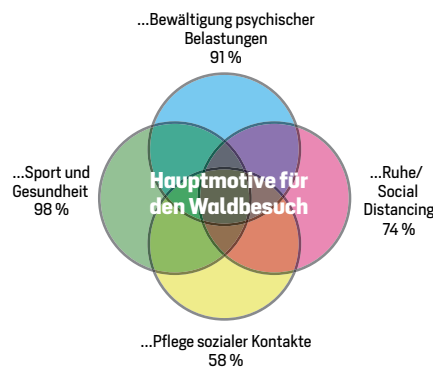 ...Bewältigung psychischer
Belastungen
91 %
...Sport und
Gesundheit
98 %
Hauptmotive für
den Waldbesuch
...Ruhe/
Social
Distancing
74 %
...Pflege sozialer Kontakte
58 %